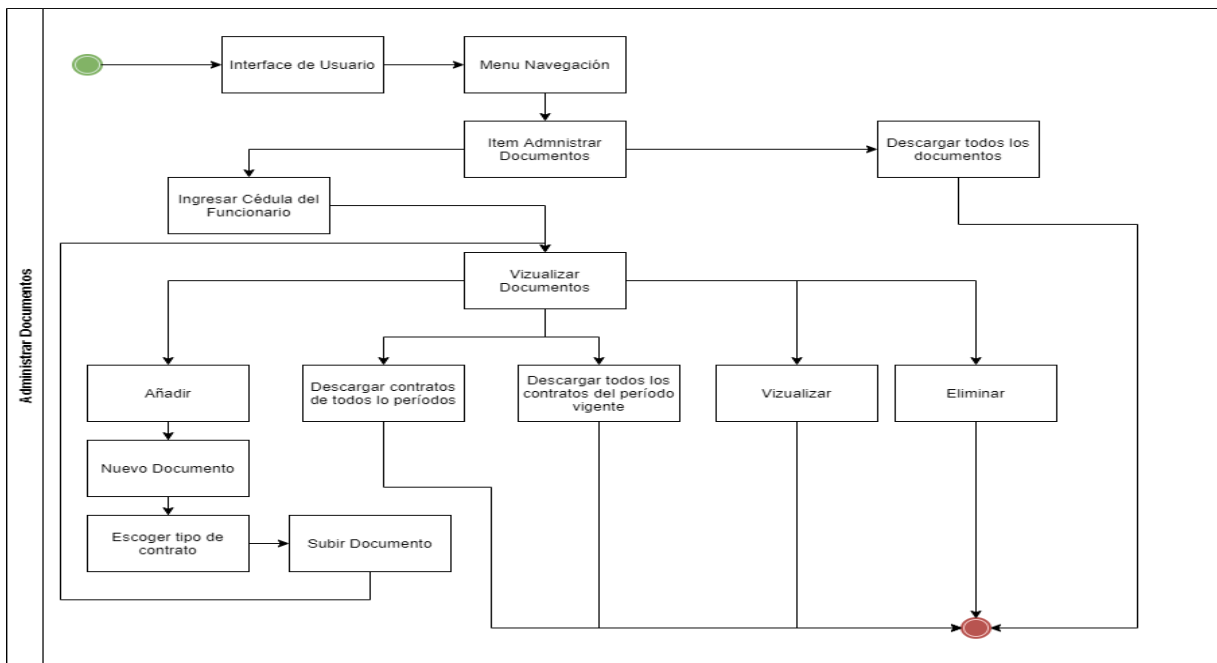 Administrar Documentos
Interface de Usuario
Menu Navegación
Item Admnistrar
Documentos
Descargar todos los
documentos
Ingresar Cédula del
Funcionario
Vizualizar
Documentos
Añadir
Descargar contratos
de todos lo períodos
Descargar todos los
contratos del período
vigente
Vizualizar
Eliminar
Nuevo Documento
Escoger tipo de
contrato
Subir Documento